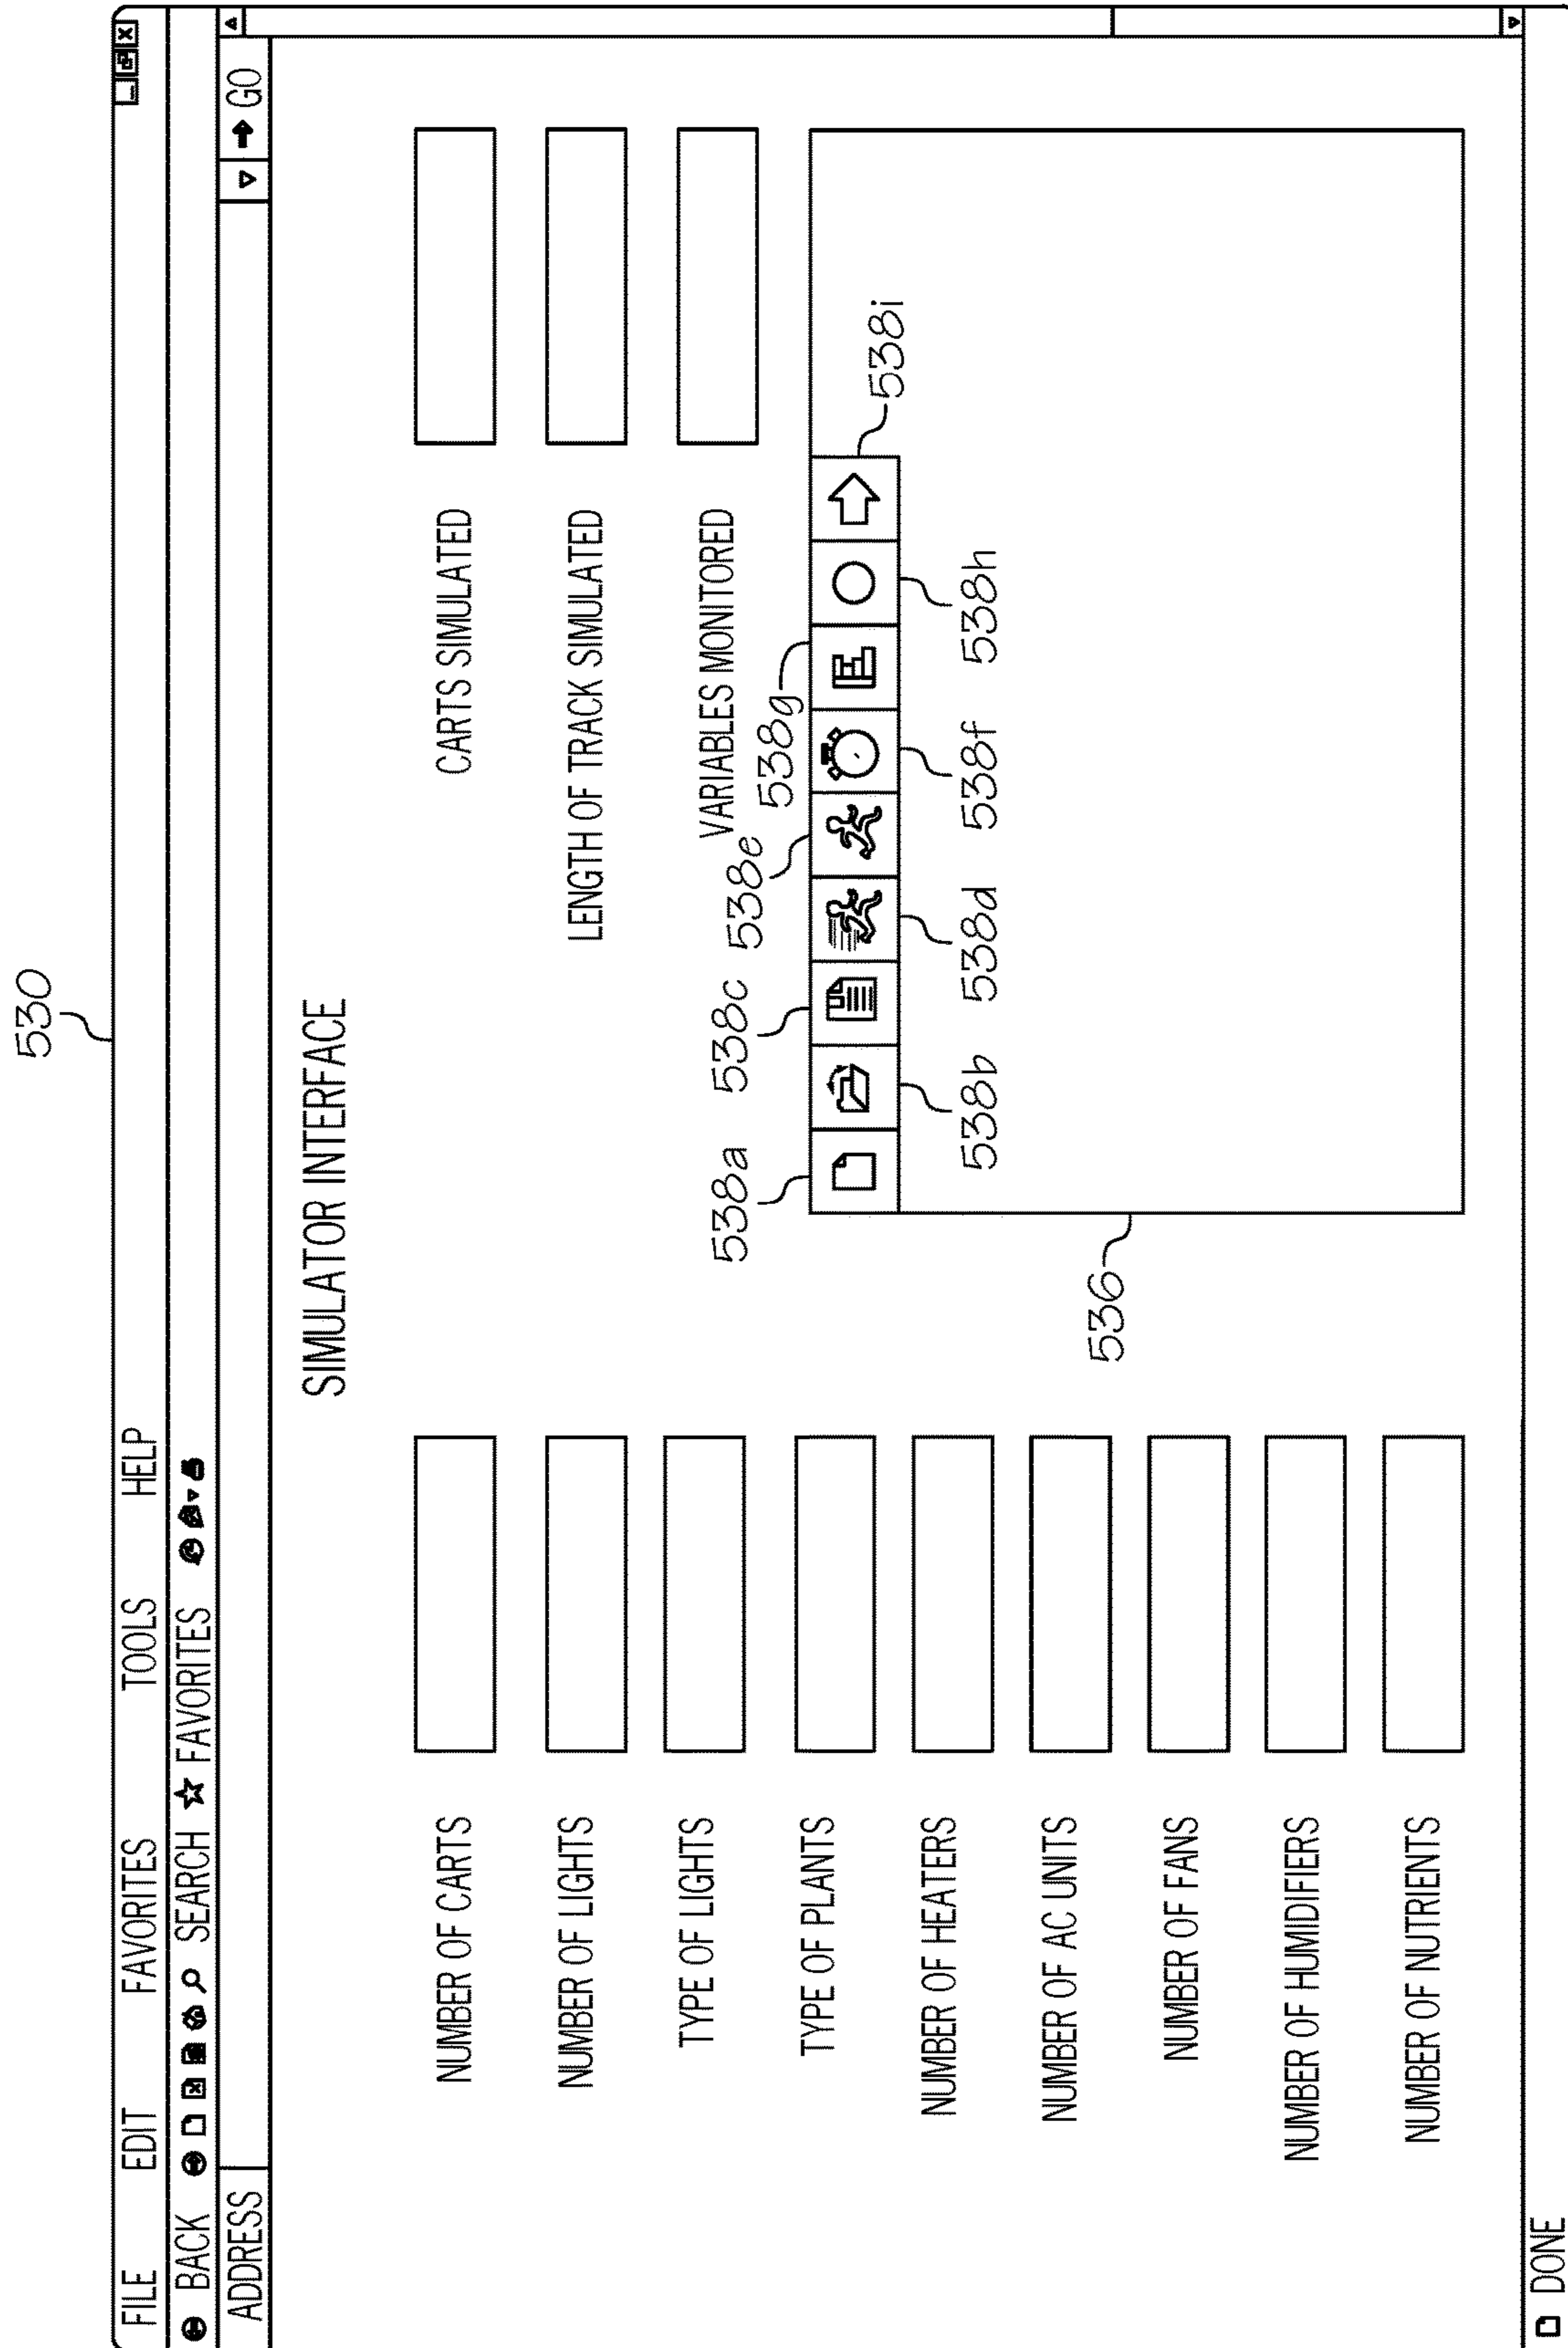 530
FILE EDIT FAVORITES TOOLS HELP
BACK SEARCH FAVORITES
ADDRESS GO
SIMULATOR INTERFACE
NUMBER OF CARTS
NUMBER OF LIGHTS
TYPE OF LIGHTS
TYPE OF PLANTS
NUMBER OF HEATERS
NUMBER OF AC UNITS
NUMBER OF FANS
NUMBER OF HUMIDIFIERS
NUMBER OF NUTRIENTS
CARTS SIMULATED
LENGTH OF TRACK SIMULATED
VARIABLES MONITORED
538a 538c 538e 538g
538i
538b 538d 538f 538h
536
DONE